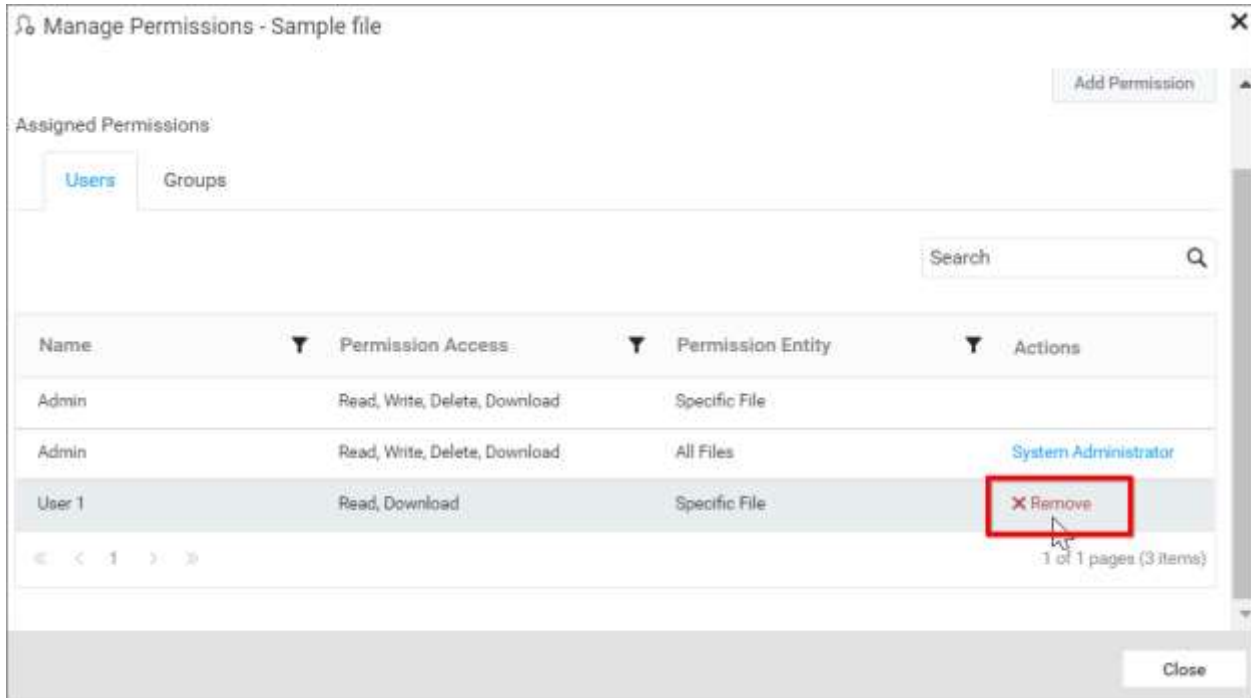 Manage Permissions - Sample file
Add Permission
Assigned Permissions
Users Groups
Search
Name Permission Access Permission Entity Actions
Admin Read, Write, Delete, Download Specific File
Admin Read, Write, Delete, Download All Files System Administrator
User 1 Read, Download Specific File Remove
1 1 of 1 pages (3 items)
Close